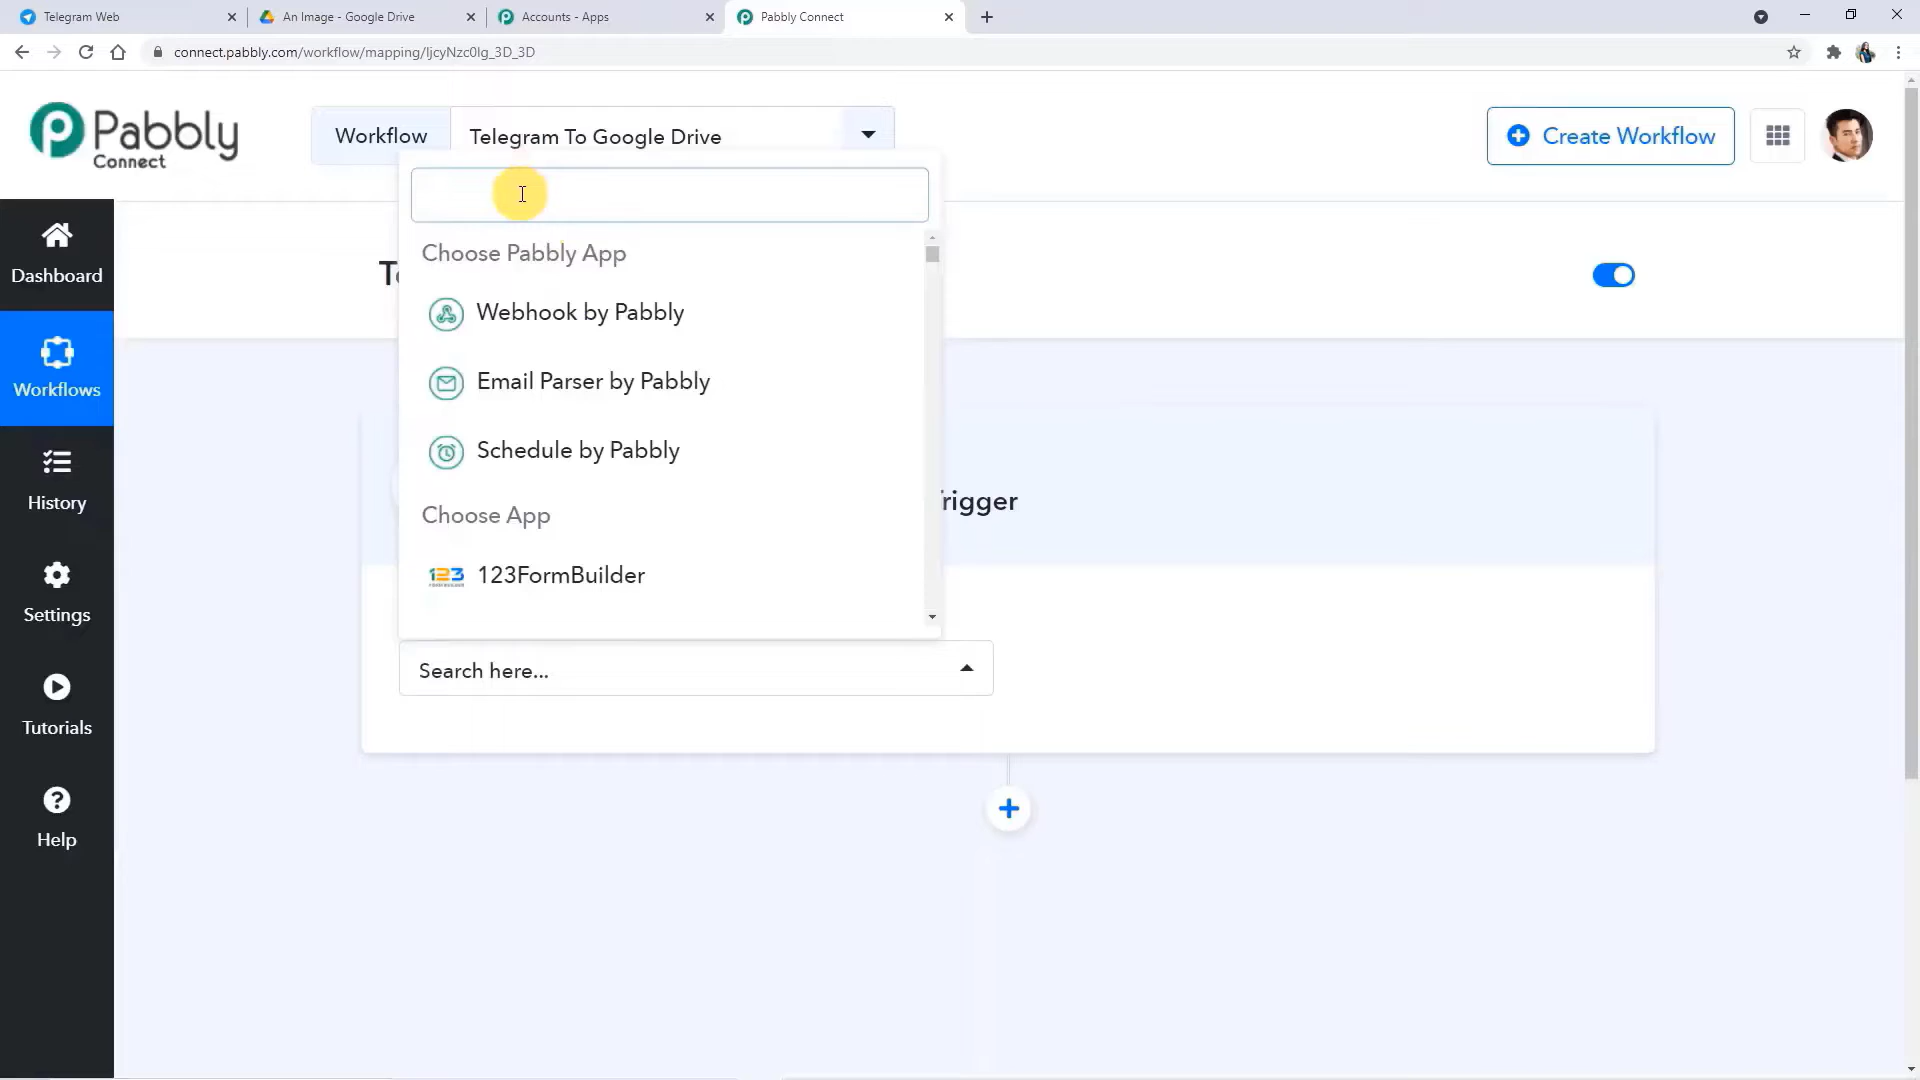 Telegram Web
An Image - Google Drive
Accounts - Apps
Pabbly Connect
connect.pabbly.com/workflow/mapping/IjcyNzc0Ig_3D_3D
Pabbly
Connect
Workflow
Telegram To Google Drive
Create Workflow
Choose Pabbly App
Webhook by Pabbly
Email Parser by Pabbly
Schedule by Pabbly
Choose App
123FormBuilder
rigger
Search here...
Dashboard
Workflows
History
Settings
Tutorials
Help